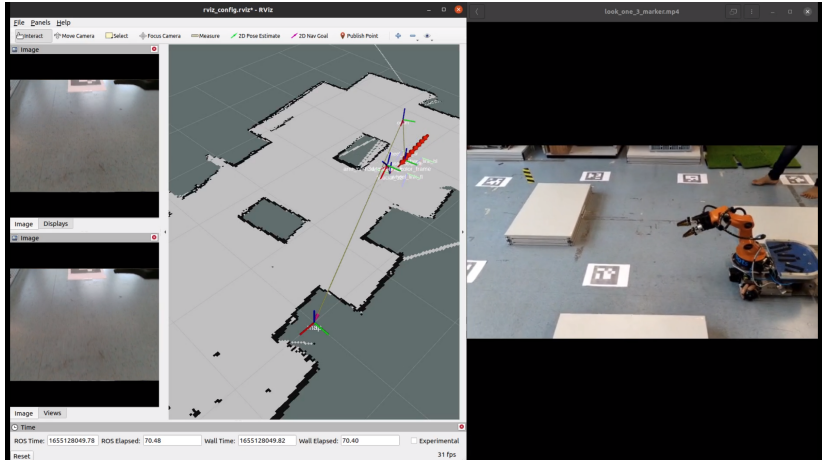 rviz_config.rviz* - RViz
File Panels Help
Interact Move Camera Select Focus Camera Measure 2D Pose Estimate 2D Nav Goal Publish Point
Image
Image Displays
Image
Image Views
map
Time
ROS Time: 1655128049.78 ROS Elapsed: 70.48 Wall Time: 1655128049.82 Wall Elapsed: 70.40 Experimental
Reset 31 fps
look_one_3_marker.mp4